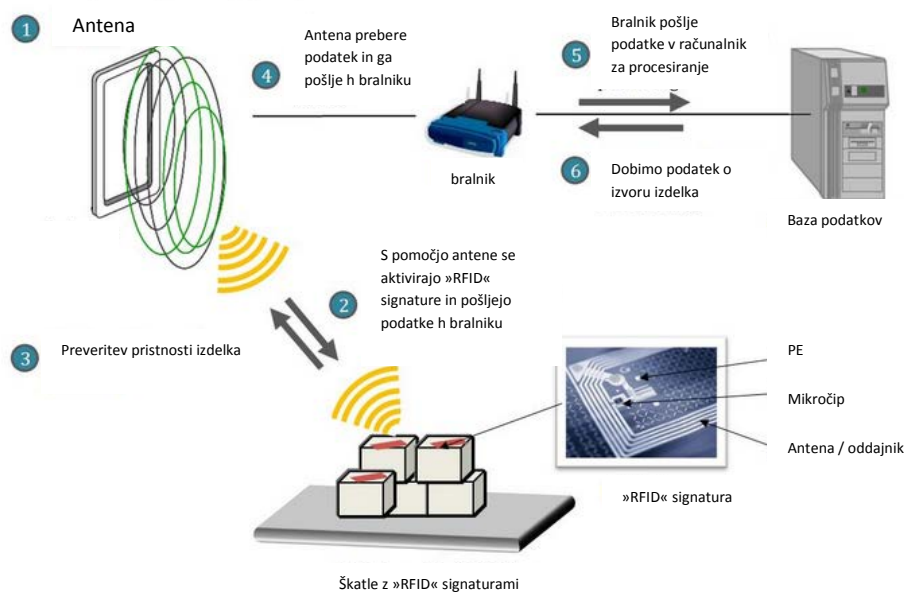 1
Antena
4
Antena prebere
podatek in ga
pošlje h bralniku
5
Bralnik pošlje
podatke v računalnik
za procesiranje
bralnik
6
Dobimo podatek o
izvoru izdelka
Baza podatkov
2
S pomočjo antene se
aktivirajo »RFID«
signature in pošljejo
podatke h bralniku
3
Preveritev pristnosti izdelka
PE
Mikročip
Antena / oddajnik
»RFID« signatura
Škatle z »RFID« signaturami